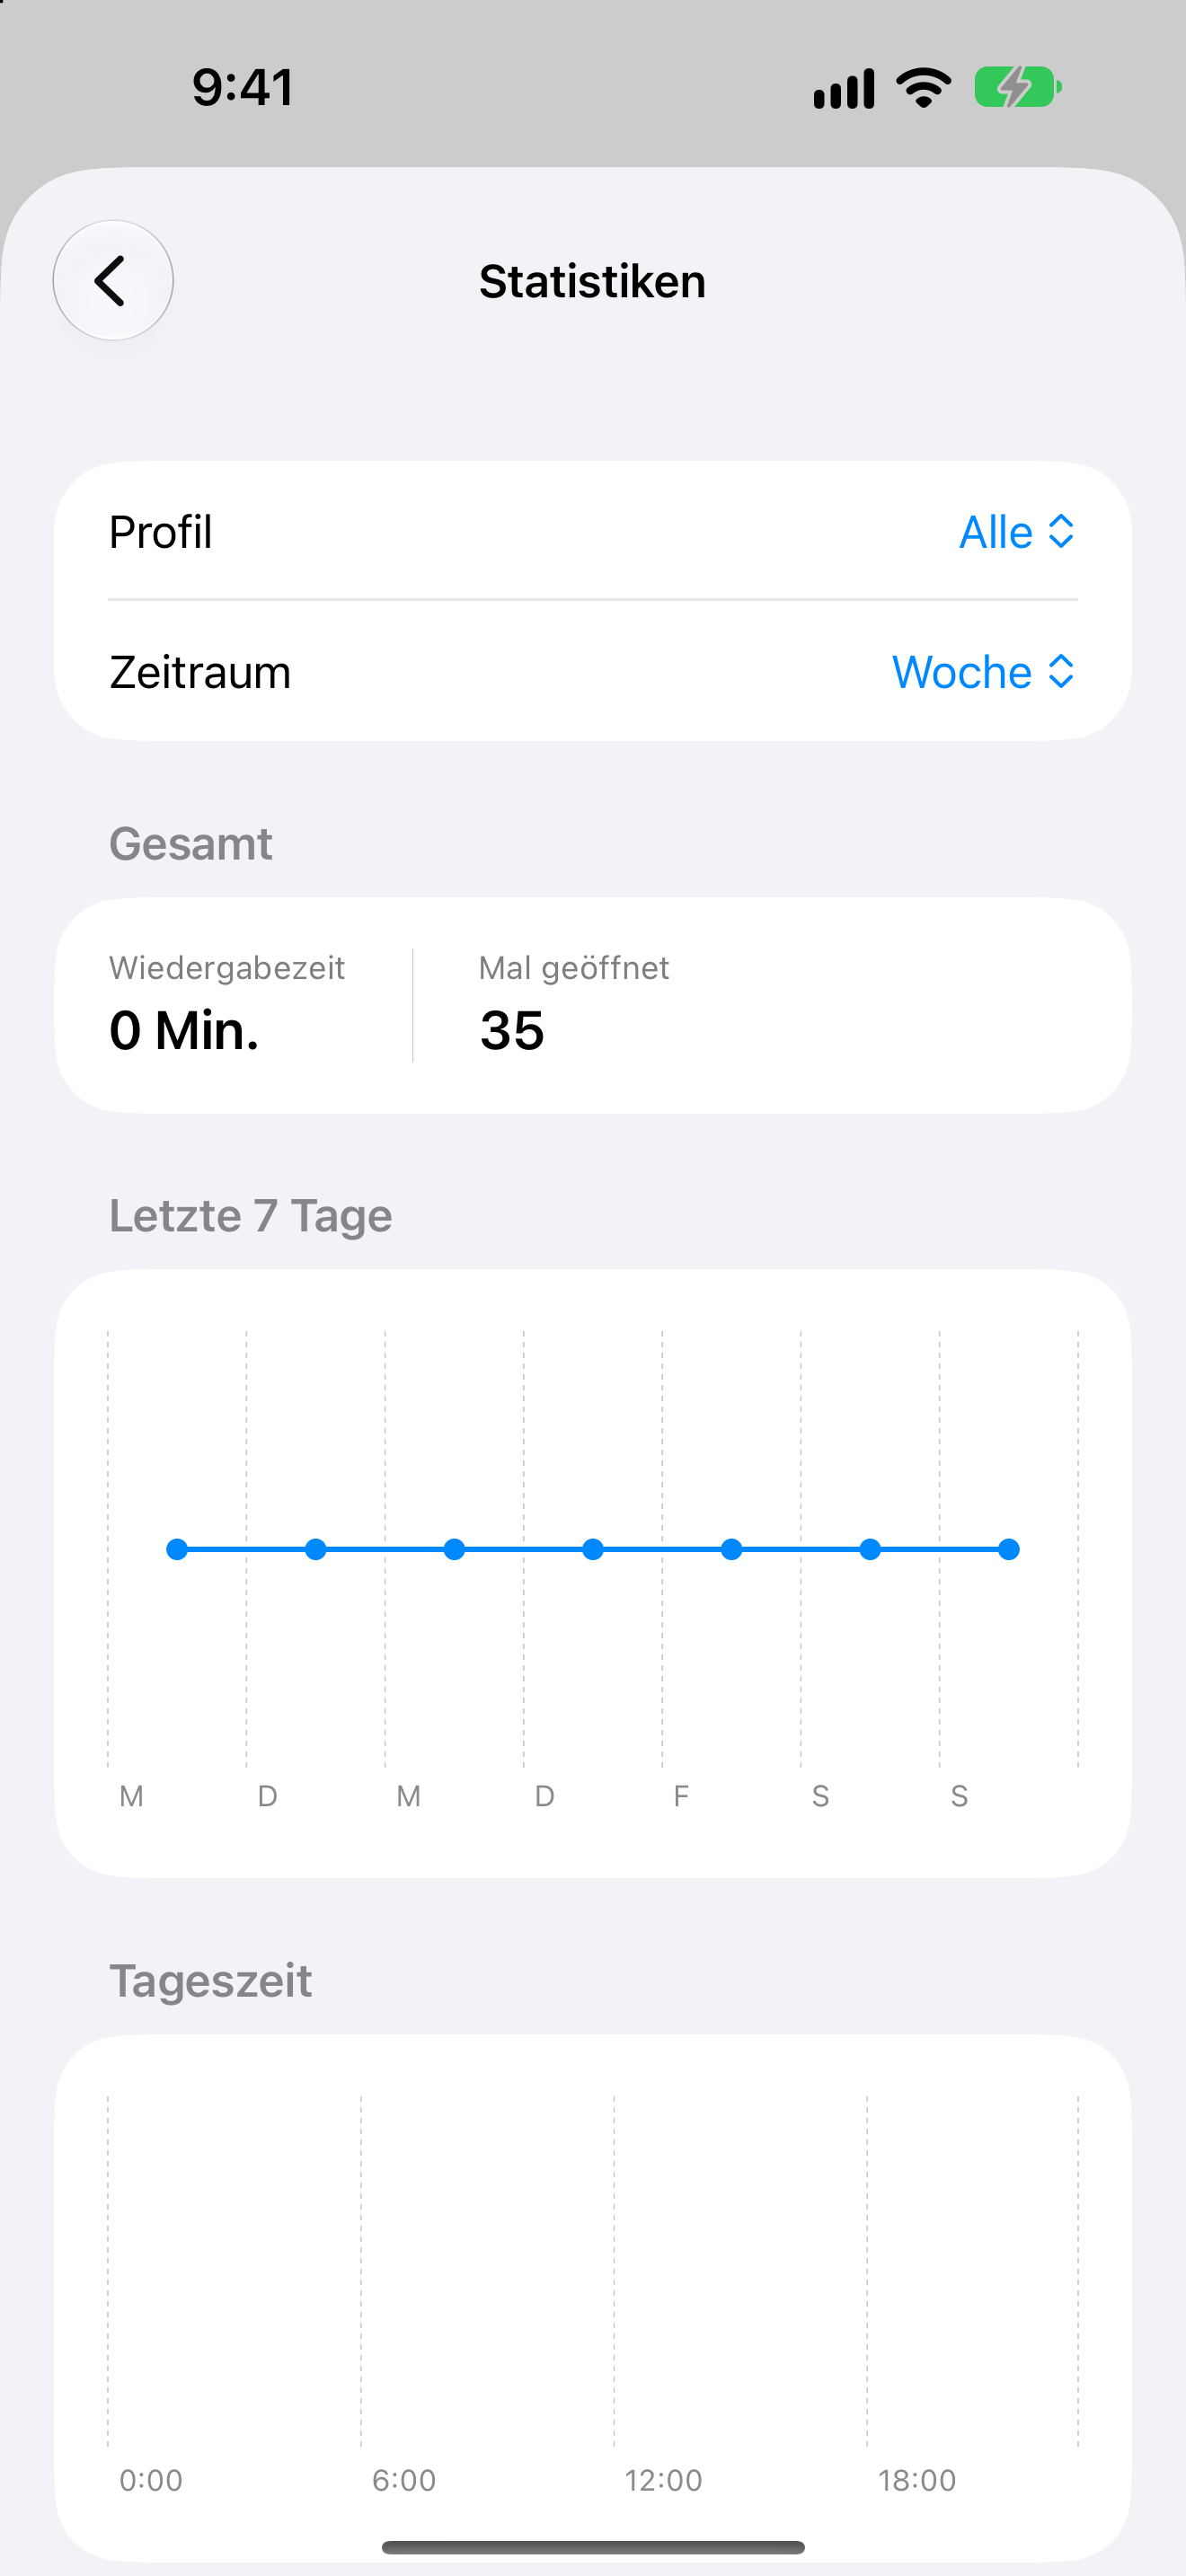 9:41
Statistiken
Profil Alle
Zeitraum Woche
Gesamt
Wiedergabezeit Mal geöffnet
0 Min. 35
Letzte 7 Tage
M D M D F S S
Tageszeit
0:00 6:00 12:00 18:00